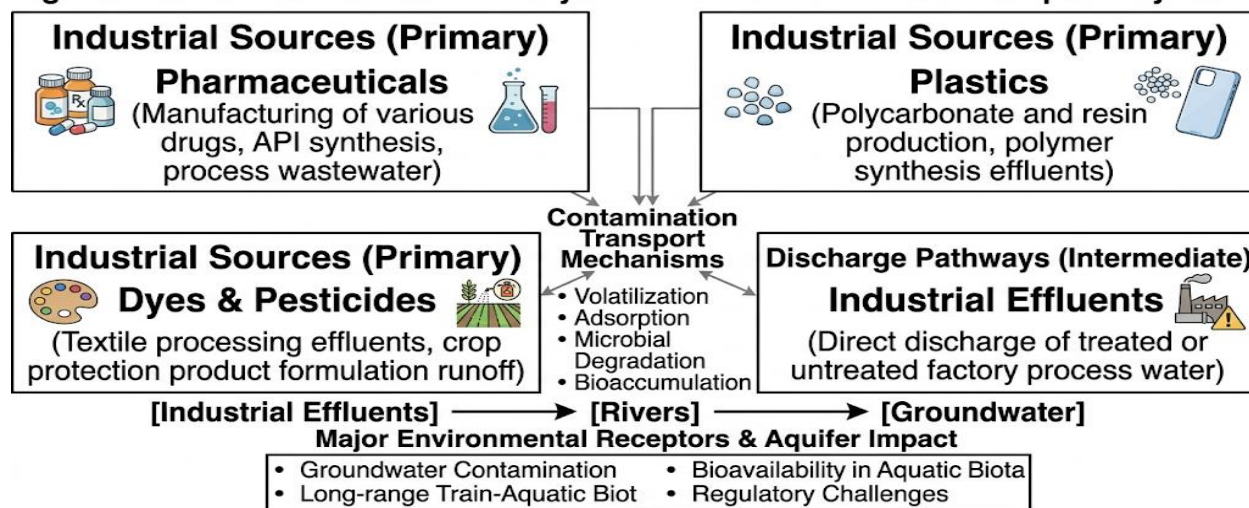 Industrial Sources (Primary)
Pharmaceuticals
(Manufacturing of various
drugs, API synthesis,
process wastewater)
Rx
Industrial Sources (Primary)
Plastics
(Polycarbonate and resin
production, polymer
synthesis effluents)
Contamination
Transport
Mechanisms
• Volatilization
• Adsorption
• Microbial
Degradation
• Bioaccumulation
Industrial Sources (Primary)
Dyes & Pesticides
(Textile processing effluents, crop
protection product formulation runoff)
Discharge Pathways (Intermediate)
Industrial Effluents
!
(Direct discharge of treated or
untreated factory process water)
[Industrial Effluents] → [Rivers] → [Groundwater]
Major Environmental Receptors & Aquifer Impact
• Groundwater Contamination
• Long-range Train-Aquatic Biot
• Bioavailability in Aquatic Biota
• Regulatory Challenges